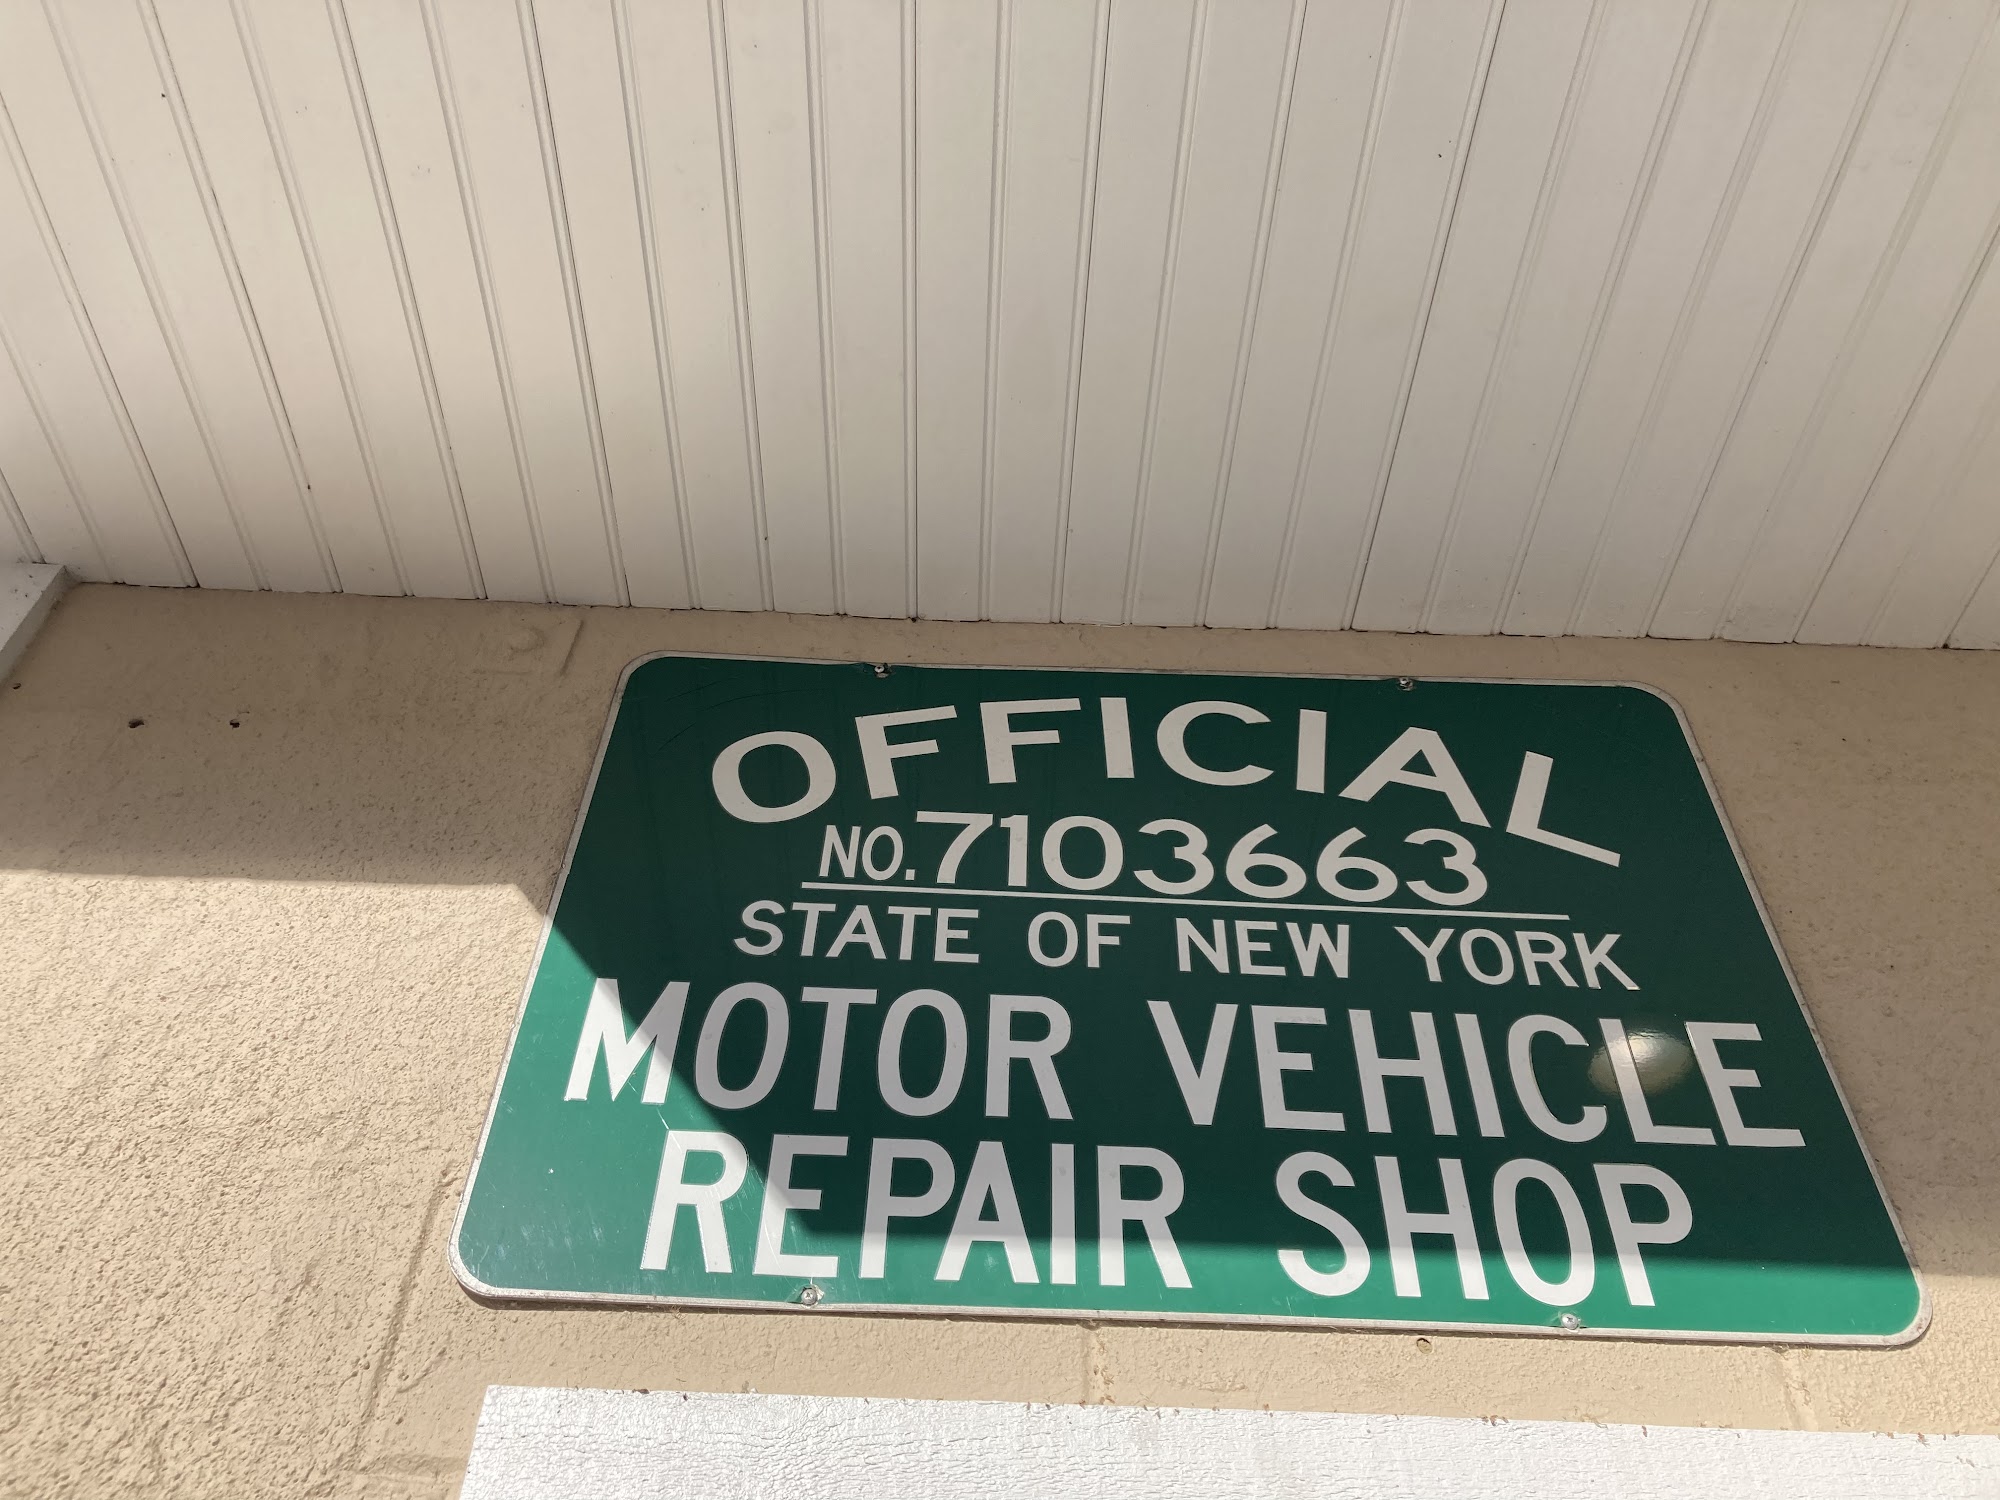 OFFICIAL
NO. 7103663
STATE OF NEW YORK
MOTOR VEHICLE
REPAIR SHOP